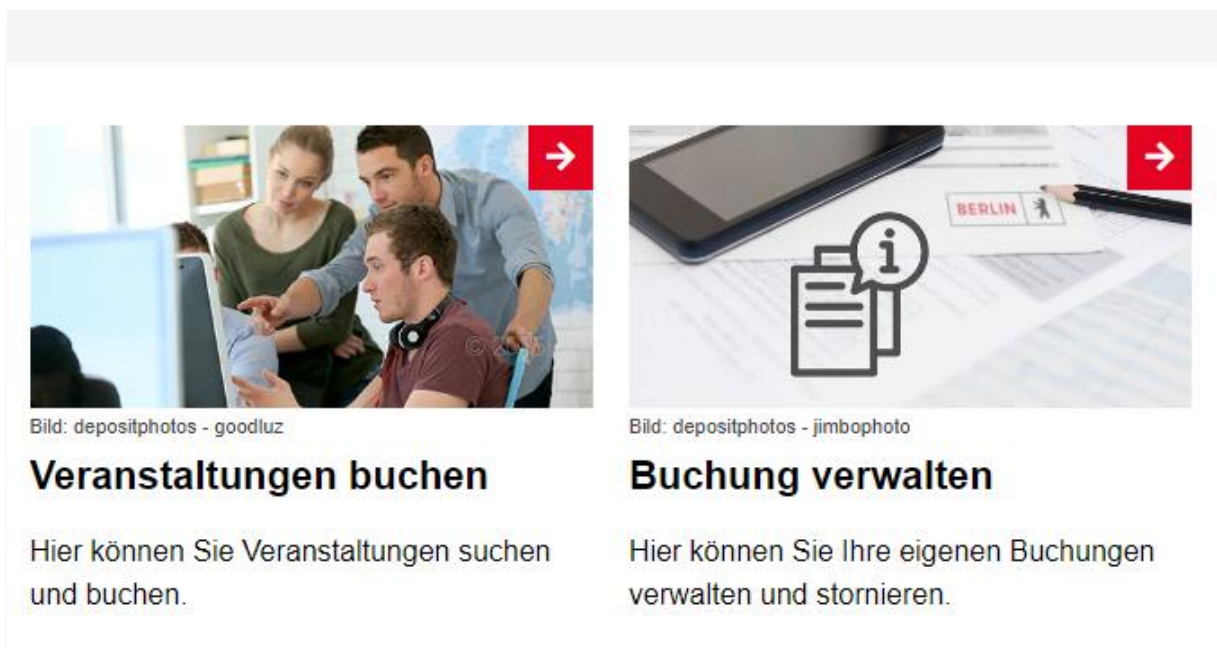 BERLIN
Bild: depositphotos - goodluz
Veranstaltungen buchen
Hier können Sie Veranstaltungen suchen
und buchen.
Bild: depositphotos - jimbophoto
Buchung verwalten
Hier können Sie Ihre eigenen Buchungen
verwalten und stornieren.